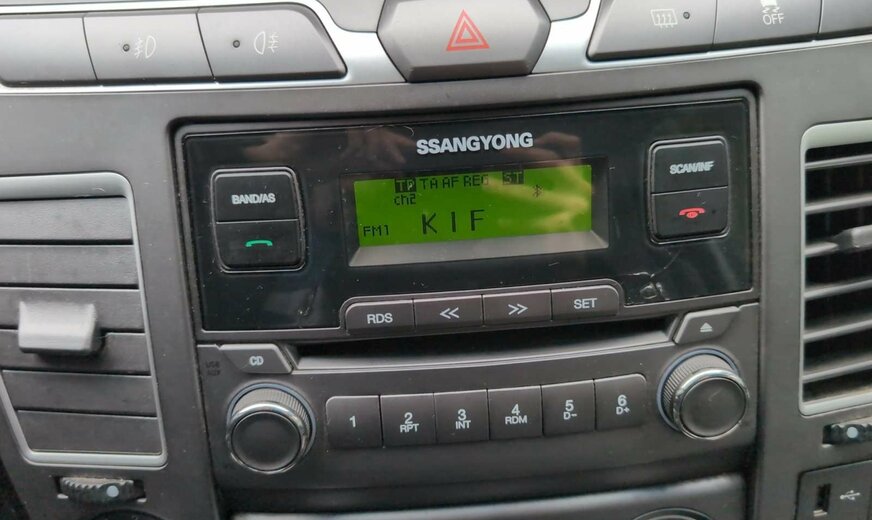 OFF
SSANGYONG
BAND/AS
SCAN/INF
TP TA AF REG ST
ch2
FM1 KIF
RDS << >> SET
CD
1 2 RPT 3 INT 4 RDM 5 D- 6 D+